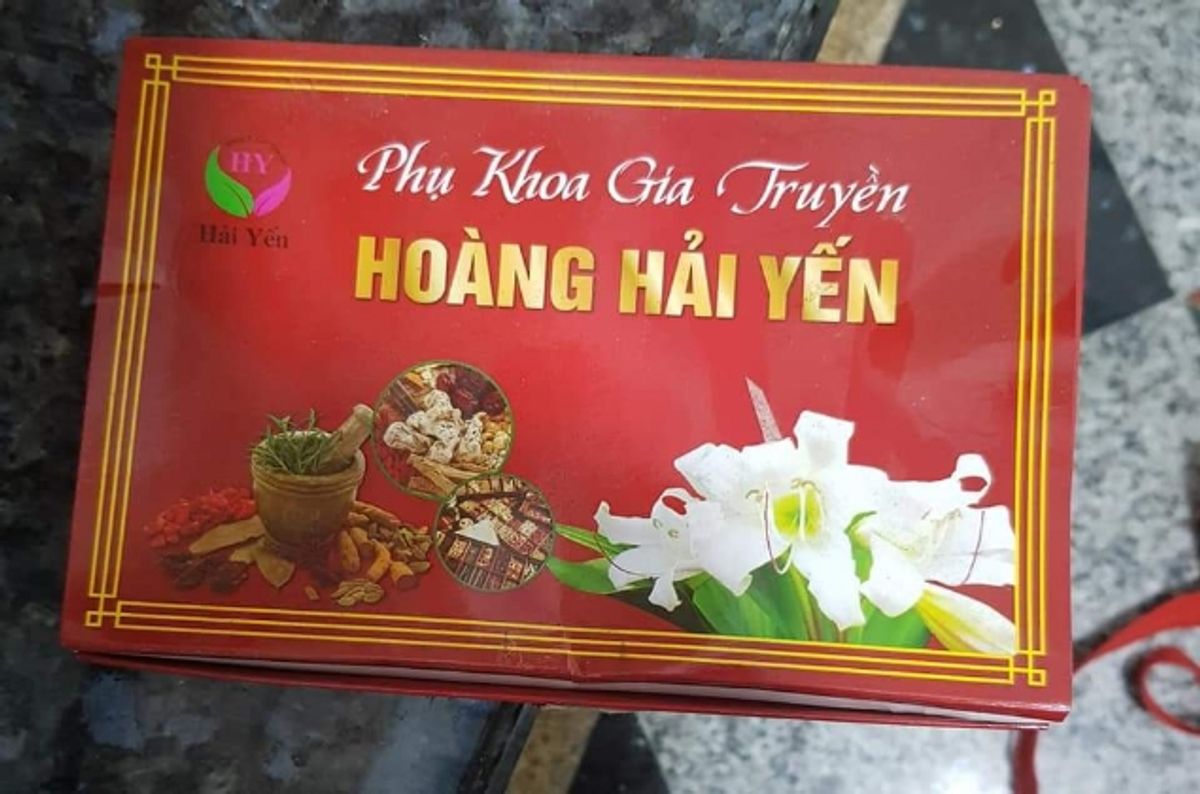 HY
Hải Yến
Phụ Khoa Gia Truyền
HOÀNG HẢI YẾN